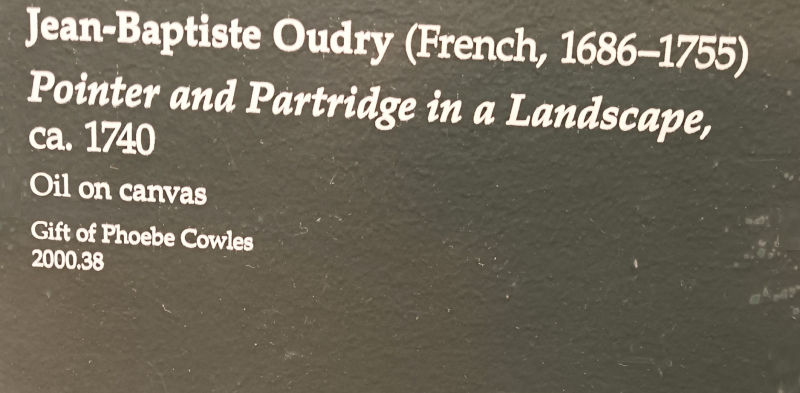 Jean-Baptiste Oudry (French, 1686–1755)
Pointer and Partridge in a Landscape,
ca. 1740
Oil on canvas
Gift of Phoebe Cowles
2000.38